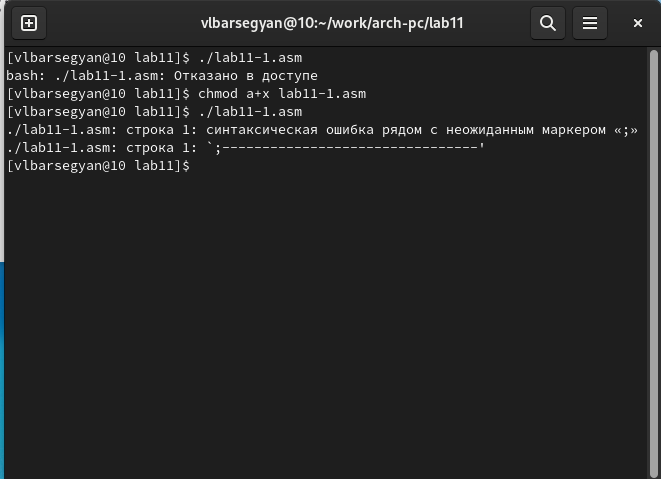 vlbarsegyan@10:~/work/arch-pc/lab11
[vlbarsegyan@10 lab11]$ ./lab11-1.asm
bash: ./lab11-1.asm: Отказано в доступе
[vlbarsegyan@10 lab11]$ chmod a+x lab11-1.asm
[vlbarsegyan@10 lab11]$ ./lab11-1.asm
./lab11-1.asm: строка 1: синтаксическая ошибка рядом с неожиданным маркером «;»
./lab11-1.asm: строка 1: `;--------------------------------'
[vlbarsegyan@10 lab11]$